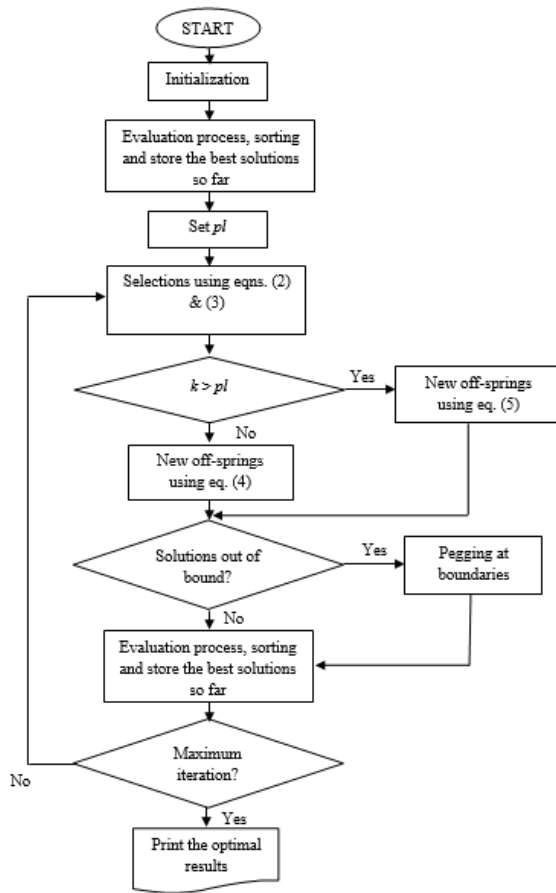 START
Initialization
Evaluation process, sorting
and store the best solutions
so far
Set pl
Selections using eqns. (2)
& (3)
k > pl
Yes
New off-springs
using eq. (5)
No
New off-springs
using eq. (4)
Solutions out of
bound?
Yes
Pegging at
boundaries
No
Evaluation process, sorting
and store the best solutions
so far
Maximum
iteration?
No
Yes
Print the optimal
results